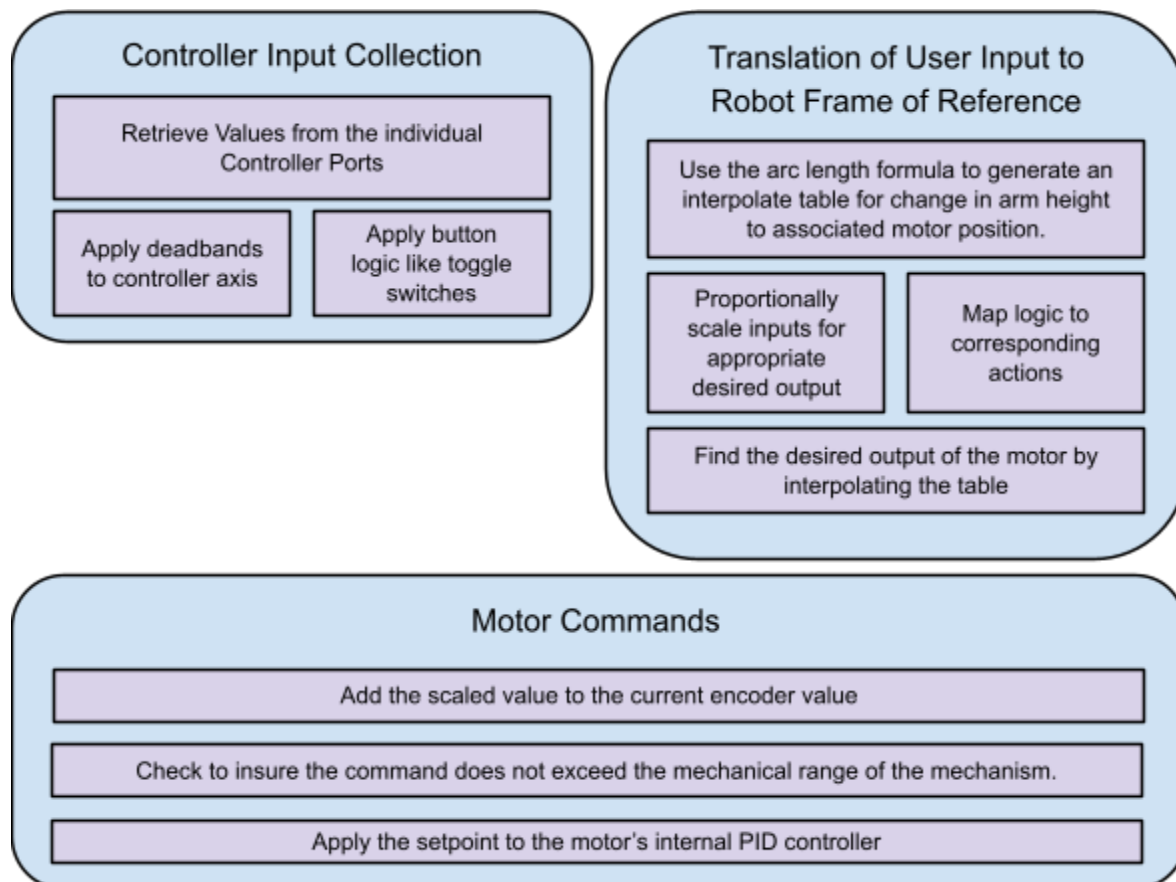 Controller Input Collection
Retrieve Values from the individual
Controller Ports
Apply deadbands
to controller axis
Apply button
logic like toggle
switches
Translation of User Input to
Robot Frame of Reference
Use the arc length formula to generate an
interpolate table for change in arm height
to associated motor position.
Proportionally
scale inputs for
appropriate
desired output
Map logic to
corresponding
actions
Find the desired output of the motor by
interpolating the table
Motor Commands
Add the scaled value to the current encoder value
Check to insure the command does not exceed the mechanical range of the mechanism.
Apply the setpoint to the motor’s internal PID controller